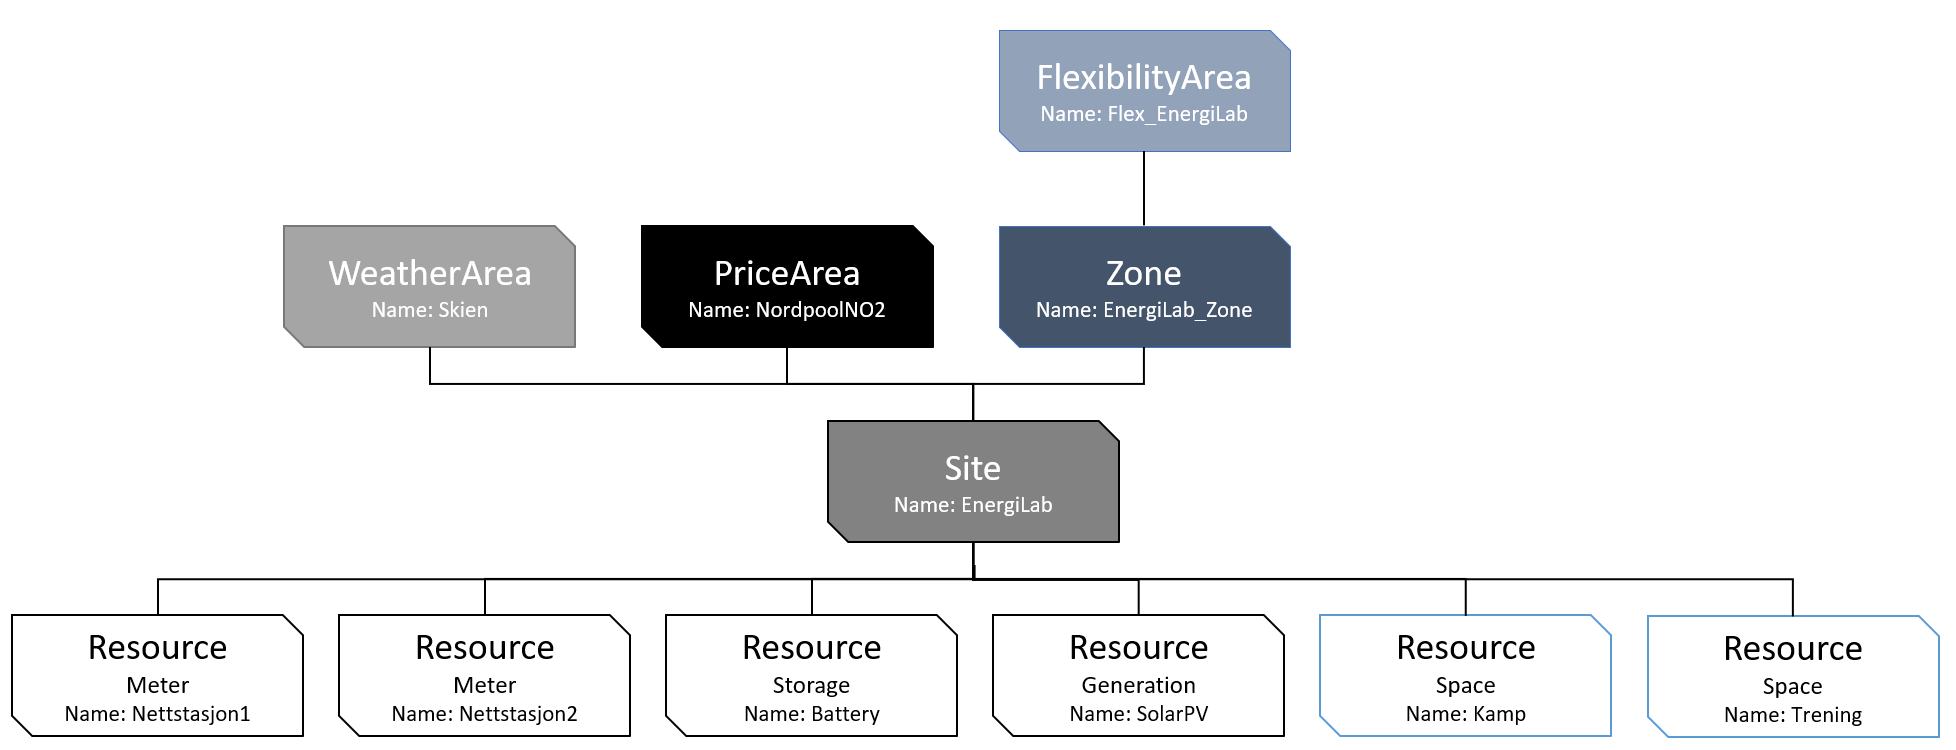 FlexibilityArea
Name: Flex_EnergiLab
WeatherArea
Name: Skien
PriceArea
Name: NordpoolNO2
Zone
Name: EnergiLab_Zone
Site
Name: EnergiLab
Resource
Meter
Name: Nettstasjon1
Resource
Meter
Name: Nettstasjon2
Resource
Storage
Name: Battery
Resource
Generation
Name: SolarPV
Resource
Space
Name: Kamp
Resource
Space
Name: Trening